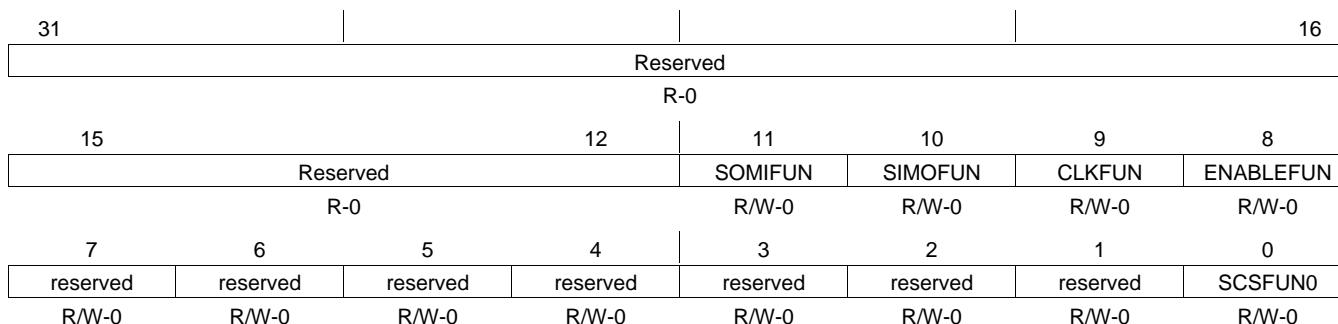 31 16
Reserved
R-0
15 12 11 10 9 8
Reserved SOMIFUN SIMOFUN CLKFUN ENABLEFUN
R-0 R/W-0 R/W-0 R/W-0 R/W-0
7 6 5 4 3 2 1 0
reserved reserved reserved reserved reserved reserved reserved SCSFUN0
R/W-0 R/W-0 R/W-0 R/W-0 R/W-0 R/W-0 R/W-0 R/W-0